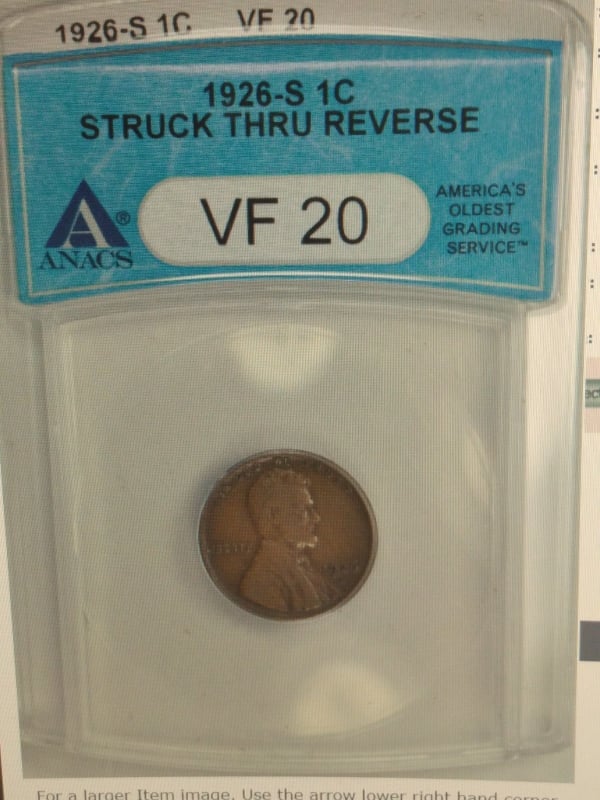 1926-S 1C VF 20
1926-S 1C
STRUCK THRU REVERSE
VF 20
A®
ANACS
AMERICA'S
OLDEST
GRADING
SERVICE™
For a larger Item image, Use the arrow lower right hand corner